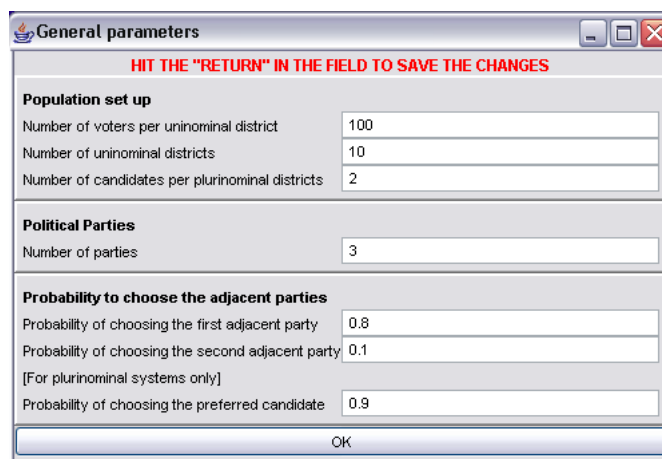 General parameters
HIT THE "RETURN" IN THE FIELD TO SAVE THE CHANGES
Population set up
Number of voters per uninominal district 100
Number of uninominal districts 10
Number of candidates per plurinominal districts 2
Political Parties
Number of parties 3
Probability to choose the adjacent parties
Probability of choosing the first adjacent party 0.8
Probability of choosing the second adjacent party 0.1
[For plurinominal systems only]
Probability of choosing the preferred candidate 0.9
OK